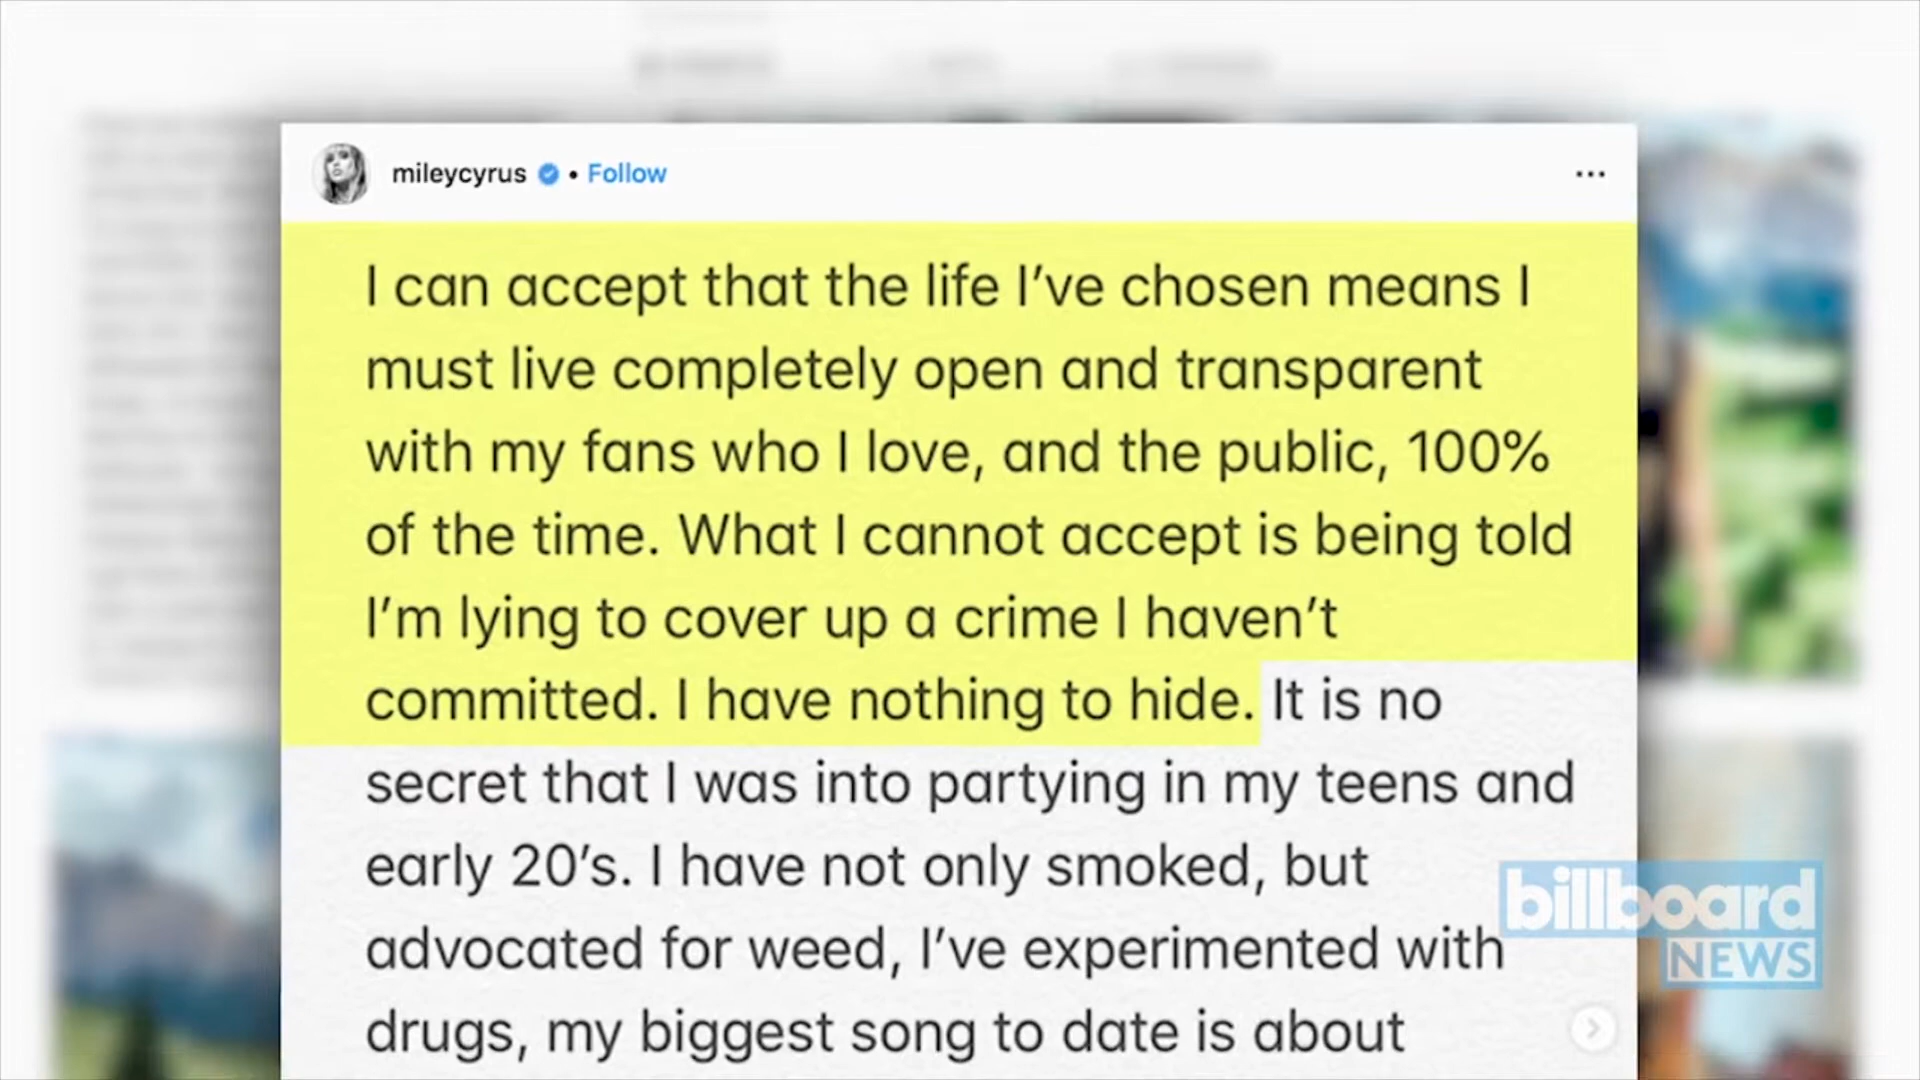 mileycyrus • Follow
I can accept that the life I’ve chosen means I
must live completely open and transparent
with my fans who I love, and the public, 100%
of the time. What I cannot accept is being told
I’m lying to cover up a crime I haven’t
committed. I have nothing to hide. It is no
secret that I was into partying in my teens and
early 20’s. I have not only smoked, but
advocated for weed, I’ve experimented with
drugs, my biggest song to date is about
billboard
NEWS